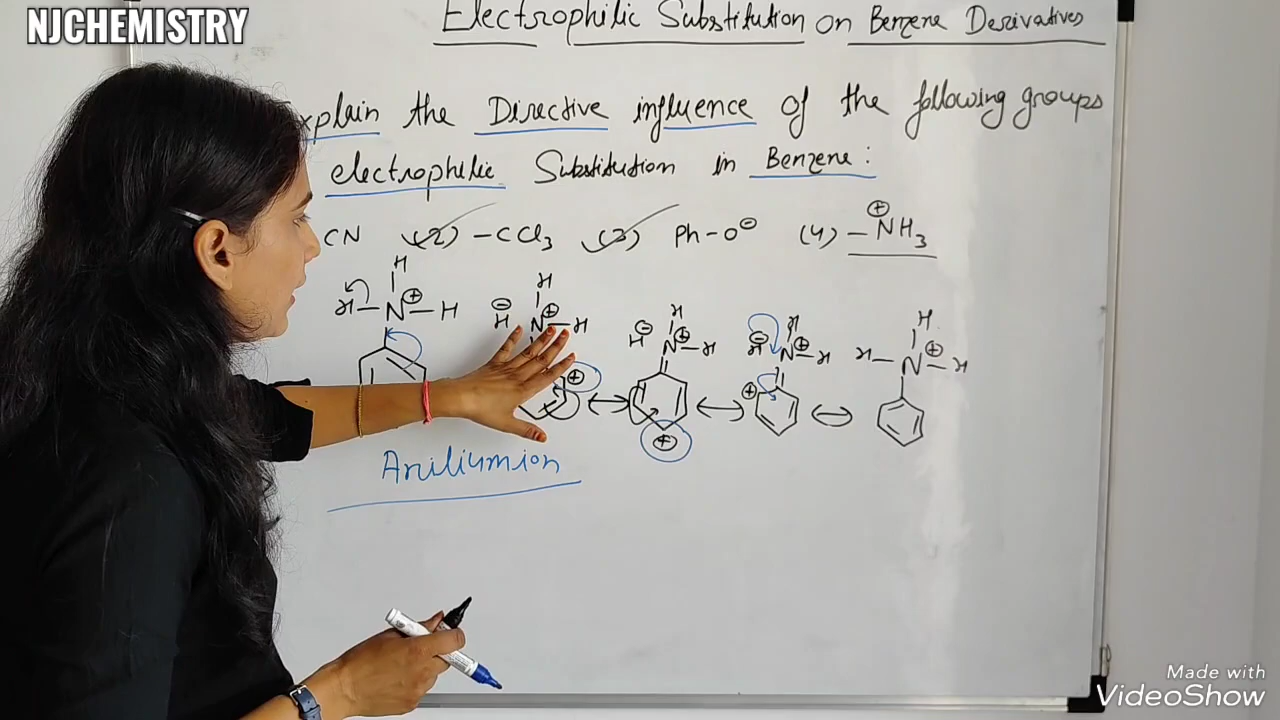 NJCHEMISTRY
Electrophilic Substitution on Benzene Derivatives
xplain the Directive influence of the following groups
electrophilic Substitution in Benzene:
CN (2) -CCl₃ (3) Ph-O⊖ (4) -N⊕H₃
H H H H H
H-N⊕-H ⊖H N⊕-H ⊖H N⊕-H ⊖H N⊕-H H-N⊕-H
⊕ ↔ ⊕ ↔ ⊕ ↔
Aniliumion
Made with
VideoShow